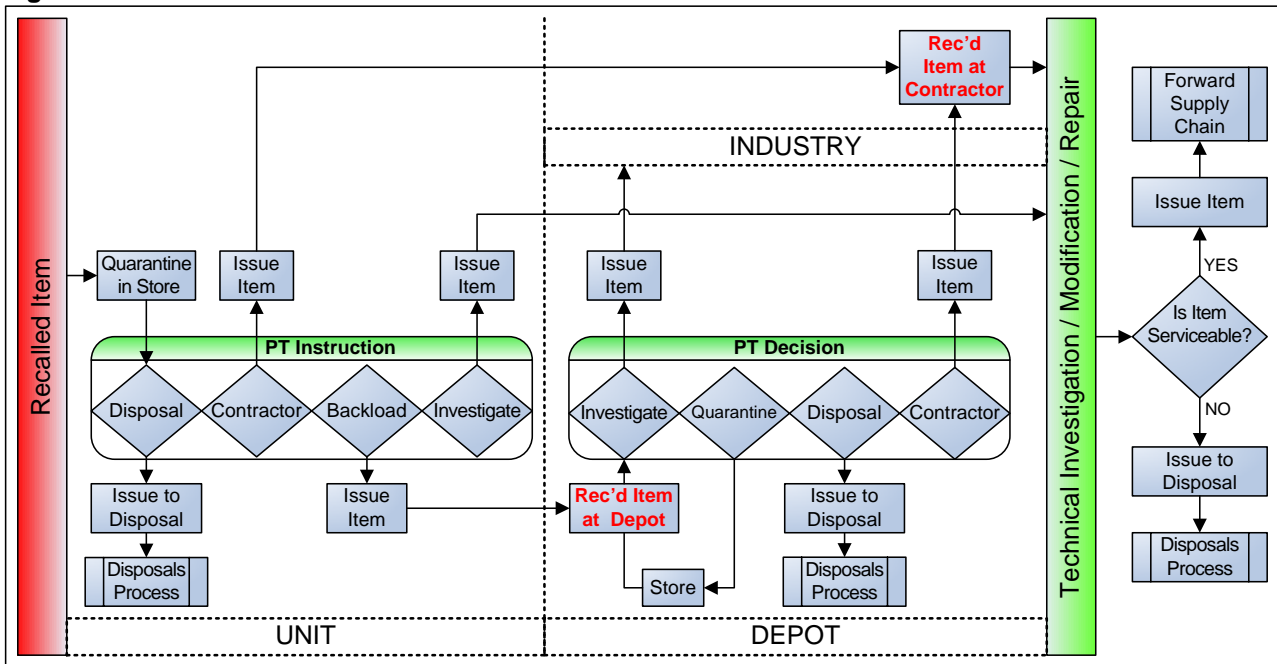 Recalled Item
Rec'd
Item at
Contractor
INDUSTRY
Technical Investigation / Modification / Repair
Forward
Supply
Chain
Issue Item
YES
Is Item
Serviceable?
NO
Issue to
Disposal
Disposals
Process
Quarantine
in Store
Issue
Item
Issue
Item
Issue
Item
Issue
Item
PT Instruction
Disposal
Contractor
Backload
Investigate
PT Decision
Investigate
Quarantine
Disposal
Contractor
Issue to
Disposal
Issue
Item
Rec'd Item
at Depot
Issue to
Disposal
Disposals
Process
Store
Disposals
Process
UNIT
DEPOT